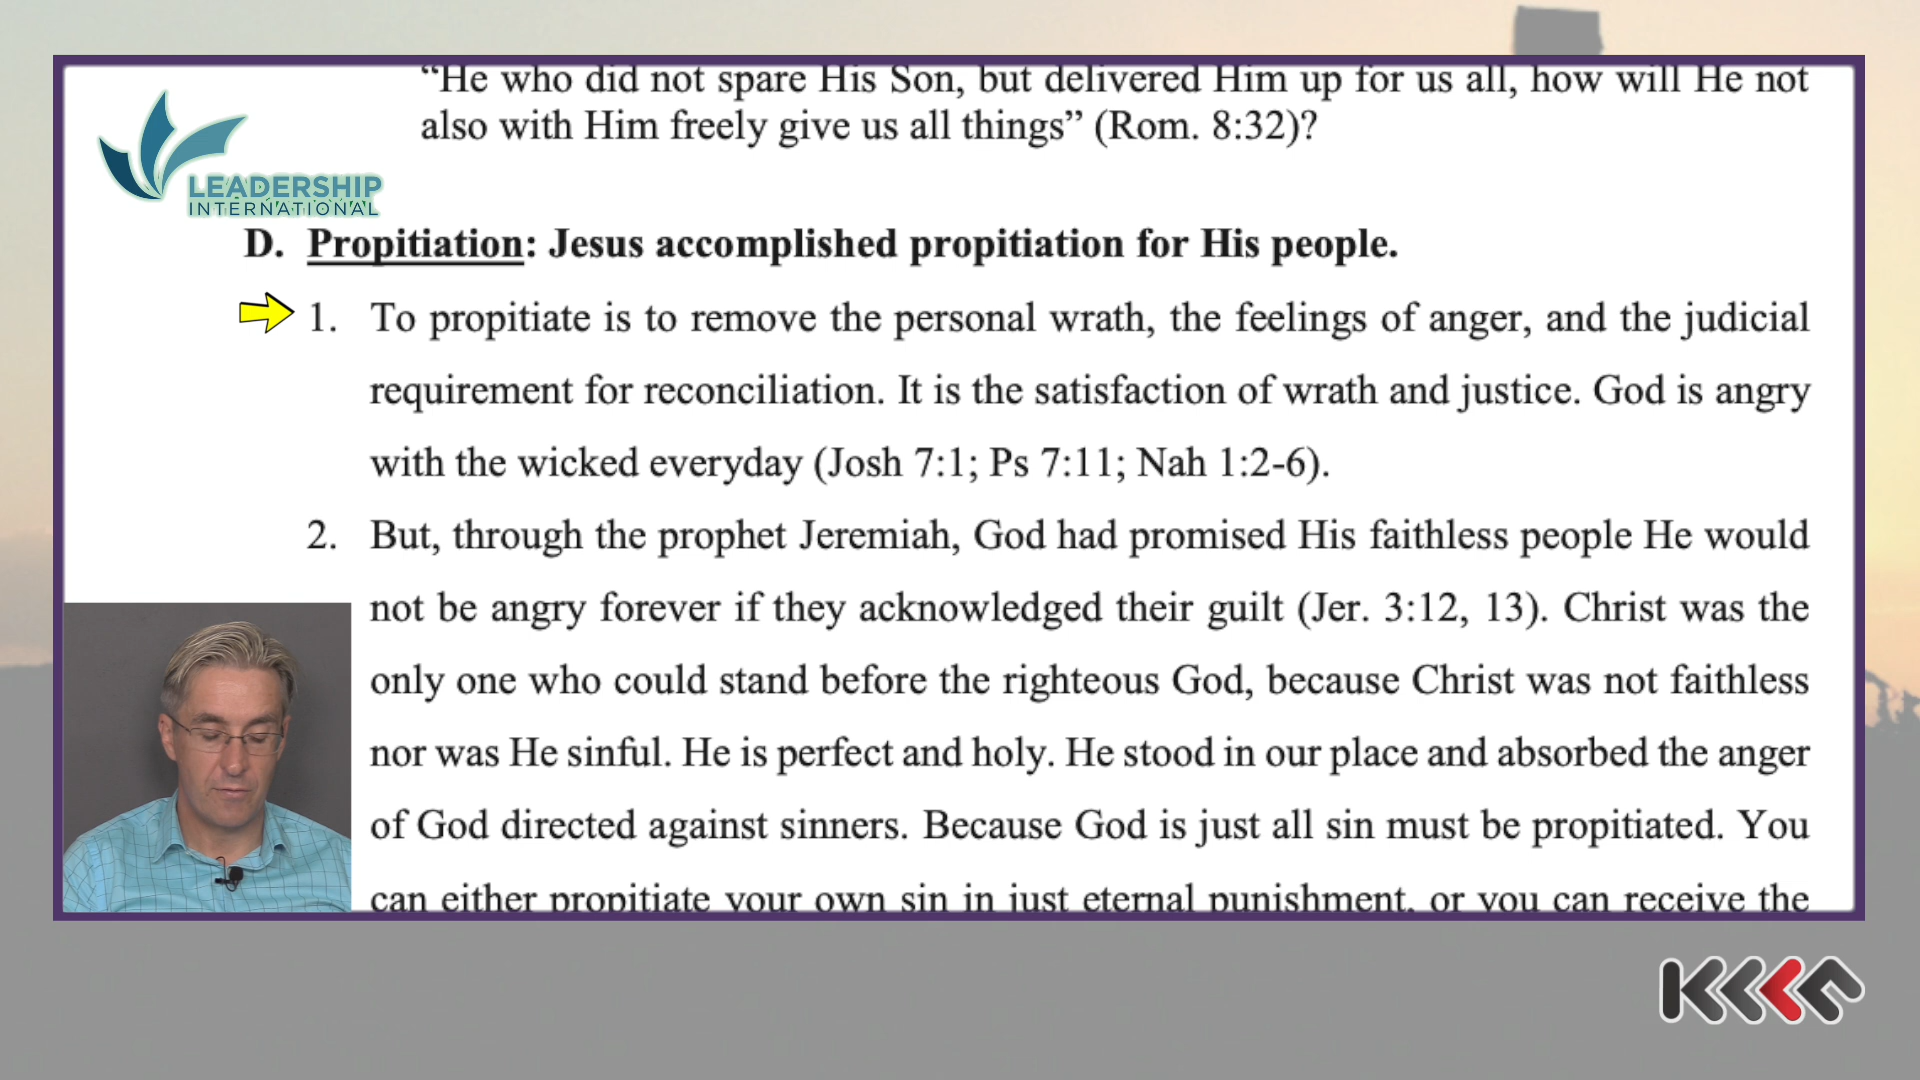 “He who did not spare His Son, but delivered Him up for us all, how will He not
also with Him freely give us all things” (Rom. 8:32)?
LEADERSHIP
INTERNATIONAL
D. Propitiation: Jesus accomplished propitiation for His people.
1. To propitiate is to remove the personal wrath, the feelings of anger, and the judicial
requirement for reconciliation. It is the satisfaction of wrath and justice. God is angry
with the wicked everyday (Josh 7:1; Ps 7:11; Nah 1:2-6).
2. But, through the prophet Jeremiah, God had promised His faithless people He would
not be angry forever if they acknowledged their guilt (Jer. 3:12, 13). Christ was the
only one who could stand before the righteous God, because Christ was not faithless
nor was He sinful. He is perfect and holy. He stood in our place and absorbed the anger
of God directed against sinners. Because God is just all sin must be propitiated. You
can either propitiate your own sin in just eternal punishment, or you can receive the